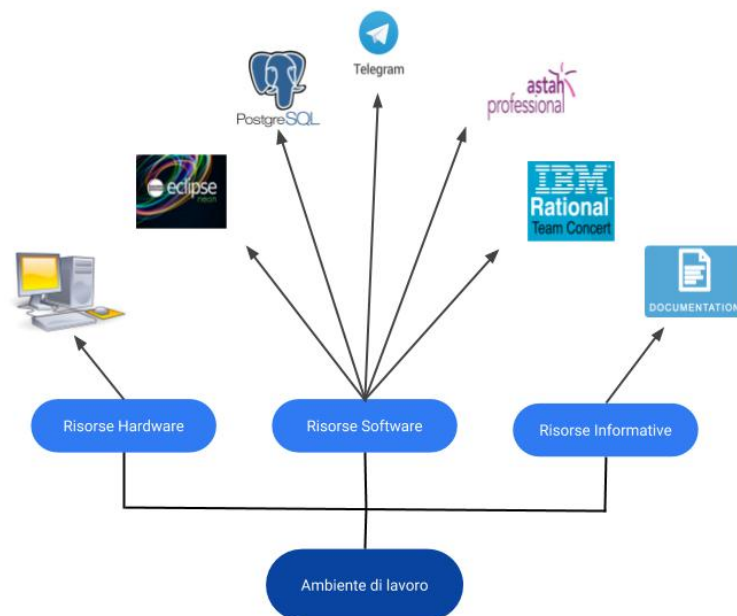 Telegram
PostgreSQL
astah
professional
eclipse
neon
IBM
Rational
Team Concert
DOCUMENTATION
Risorse Hardware
Risorse Software
Risorse Informative
Ambiente di lavoro